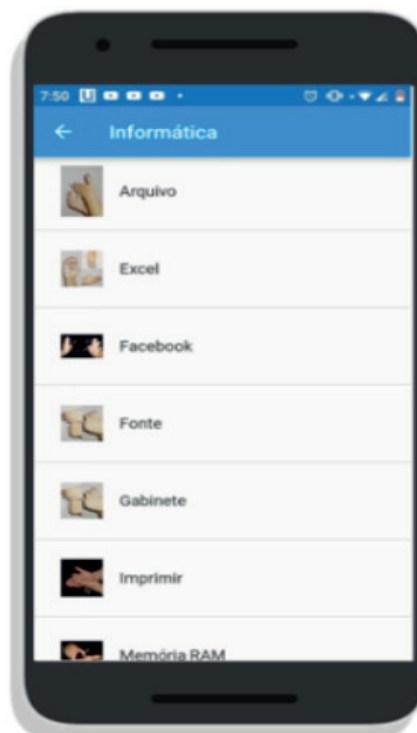 7:50
Informática
Arquivo
Excel
Facebook
Fonte
Gabinete
Imprimir
Memória RAM